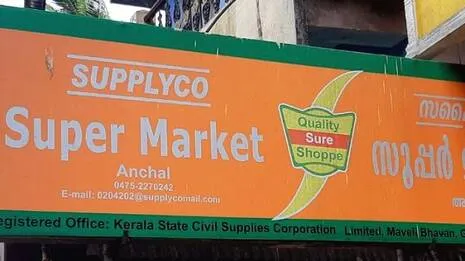 SUPPLYCO
Super Market
Anchal
0475-2270242
E-mail: 0204202@supplycomail.com
Quality
Sure
Shoppe
സൂപ്പർ
egistered Office: Kerala State Civil Supplies Corporation Limited, Maveli Bhavan, G